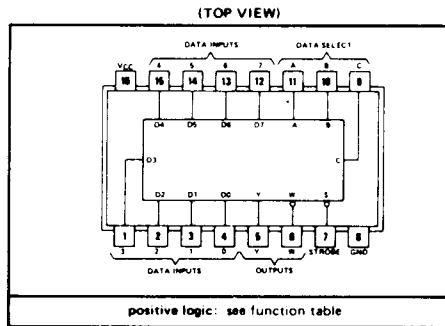 (TOP VIEW)
DATA INPUTS DATA SELECT
VCC 4 5 6 7 A B C
16 15 14 13 12 11 10 9
D4 D5 D6 D7 A B
D3 C
D2 D1 D0 Y W S
1 2 3 4 5 6 7 8
3 2 1 0 Y W STROBE GND
DATA INPUTS OUTPUTS
positive logic: see function table